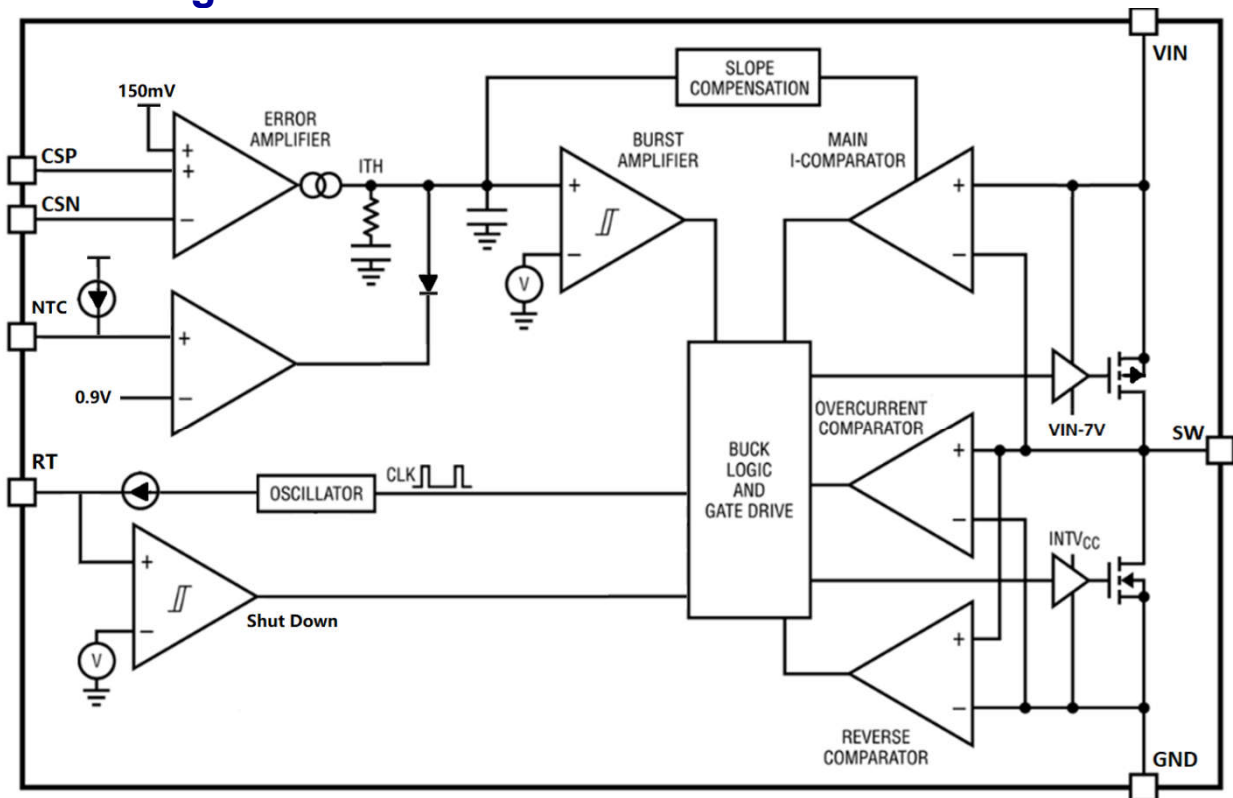 150mV
CSP
CSN
ERROR
AMPLIFIER
+
+
−
ITH
SLOPE
COMPENSATION
BURST
AMPLIFIER
+
−
V
MAIN
I-COMPARATOR
+
−
VIN
NTC
+
0.9V
−
VIN-7V
SW
OVERCURRENT
COMPARATOR
+
−
BUCK
LOGIC
AND
GATE DRIVE
RT
OSCILLATOR
CLK
+
−
V
Shut Down
INTVCC
+
−
REVERSE
COMPARATOR
GND